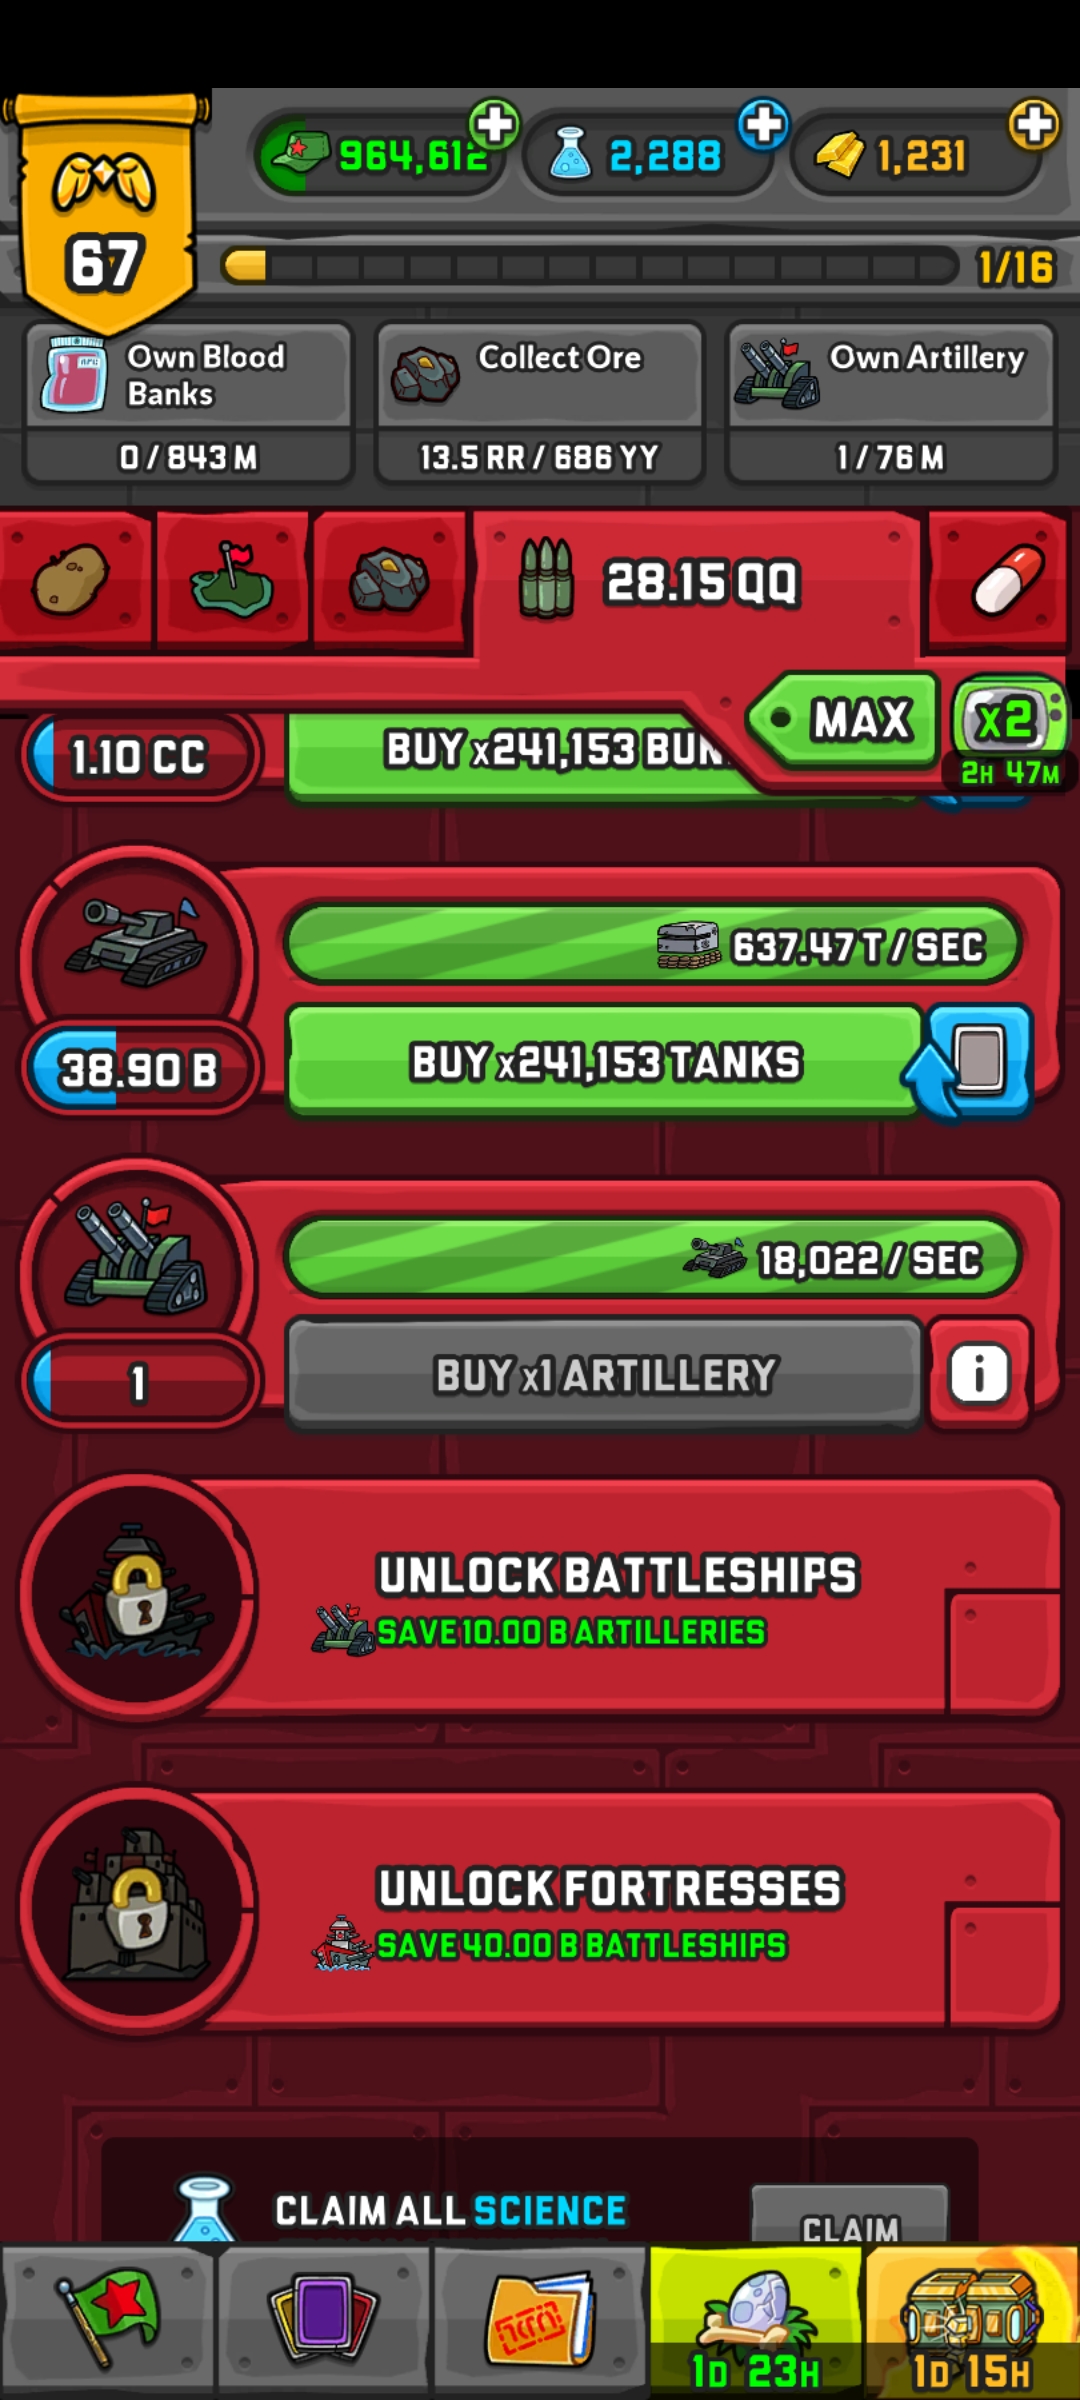 964,612
2,288
1,231
67
1/16
Own Blood
Banks
0 / 843 M
Collect Ore
13.5 RR / 686 YY
Own Artillery
1 / 76 M
28.15 QQ
MAX
x2
2H 47M
1.10 CC
BUY x241,153 BUN
637.47 T / SEC
38.90 B
BUY x241,153 TANKS
18,022 / SEC
1
BUY x1 ARTILLERY
i
UNLOCK BATTLESHIPS
SAVE 10.00 B ARTILLERIES
UNLOCK FORTRESSES
SAVE 40.00 B BATTLESHIPS
CLAIM ALL SCIENCE
CLAIM
1D 23H
1D 15H